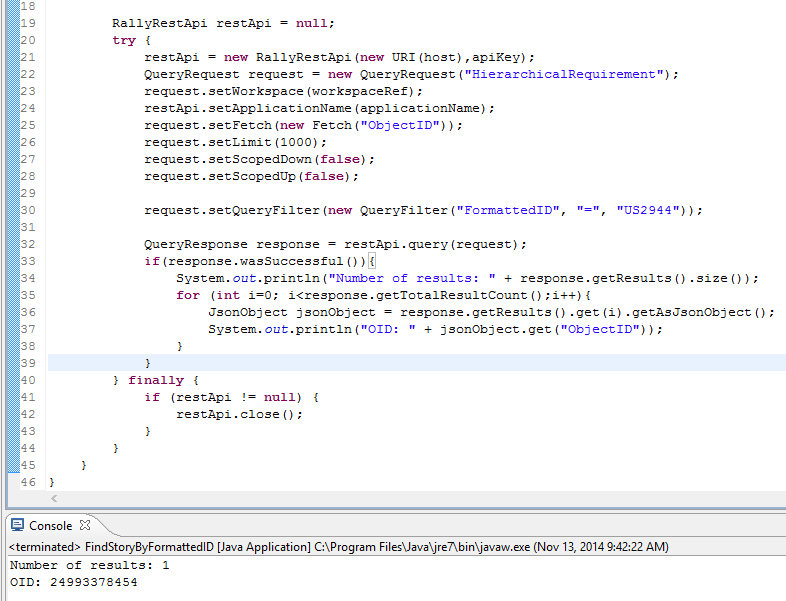 18
19 RallyRestApi restApi = null;
20 try {
21 restApi = new RallyRestApi(new URI(host),apiKey);
22 QueryRequest request = new QueryRequest("HierarchicalRequirement");
23 request.setWorkspace(workspaceRef);
24 restApi.setApplicationName(applicationName);
25 request.setFetch(new Fetch("ObjectID"));
26 request.setLimit(1000);
27 request.setScopedDown(false);
28 request.setScopedUp(false);
29
30 request.setQueryFilter(new QueryFilter("FormattedID", "=", "US2944"));
31
32 QueryResponse response = restApi.query(request);
33 if(response.wasSuccessful()){
34 System.out.println("Number of results: " + response.getResults().size());
35 for (int i=0; i<response.getTotalResultCount();i++){
36 JsonObject jsonObject = response.getResults().get(i).getAsJsonObject();
37 System.out.println("OID: " + jsonObject.get("ObjectID"));
38 }
39 }
40 } finally {
41 if (restApi != null) {
42 restApi.close();
43 }
44 }
45 }
46 }
Console
<terminated> FindStoryByFormattedID [Java Application] C:\Program Files\Java\jre7\bin\javaw.exe (Nov 13, 2014 9:42:22 AM)
Number of results: 1
OID: 24993378454